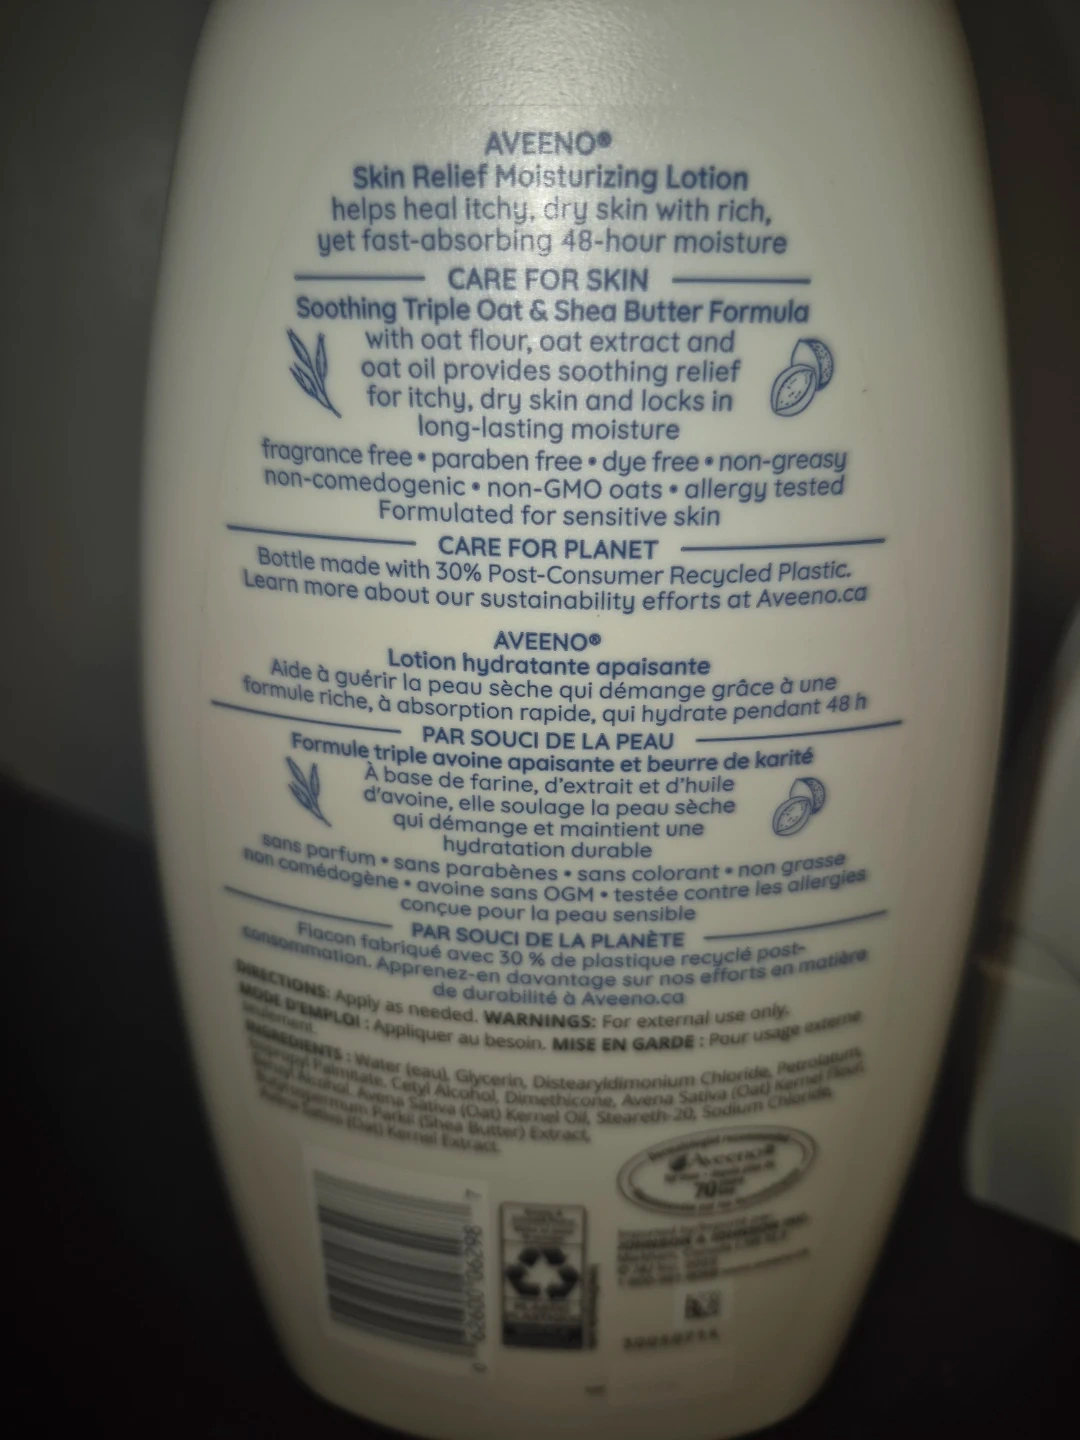 AVEENO®
Skin Relief Moisturizing Lotion
helps heal itchy, dry skin with rich,
yet fast-absorbing 48-hour moisture
CARE FOR SKIN
Soothing Triple Oat & Shea Butter Formula
with oat flour, oat extract and
oat oil provides soothing relief
for itchy, dry skin and locks in
long-lasting moisture
fragrance free • paraben free • dye free • non-greasy
non-comedogenic • non-GMO oats • allergy tested
Formulated for sensitive skin
CARE FOR PLANET
Bottle made with 30% Post-Consumer Recycled Plastic.
Learn more about our sustainability efforts at Aveeno.ca
AVEENO®
Lotion hydratante apaisante
Aide à guérir la peau sèche qui démange grâce à une
formule riche, à absorption rapide, qui hydrate pendant 48 h
PAR SOUCI DE LA PEAU
Formule triple avoine apaisante et beurre de karité
À base de farine, d'extrait et d'huile
d'avoine, elle soulage la peau sèche
qui démange et maintient une
hydratation durable
sans parfum • sans parabènes • sans colorant • non grasse
non comédogène • avoine sans OGM • testée contre les allergies
conçue pour la peau sensible
PAR SOUCI DE LA PLANÈTE
Flacon fabriqué avec 30 % de plastique recyclé post-
consommation. Apprenez-en davantage sur nos efforts en matière
de durabilité à Aveeno.ca
DIRECTIONS: Apply as needed. WARNINGS: For external use only.
MODE D'EMPLOI : Appliquer au besoin. MISE EN GARDE : Pour usage externe
seulement.
INGREDIENTS : Water (eau), Glycerin, Distearyldimonium Chloride, Petrolatum,
Isopropyl Palmitate, Cetyl Alcohol, Dimethicone, Avena Sativa (Oat) Kernel Flour,
Benzyl Alcohol, Avena Sativa (Oat) Kernel Oil, Steareth-20, Sodium Chloride,
Butyrospermum Parkii (Shea Butter) Extract,
Avena Sativa (Oat) Kernel Extract.
Aveeno®
70